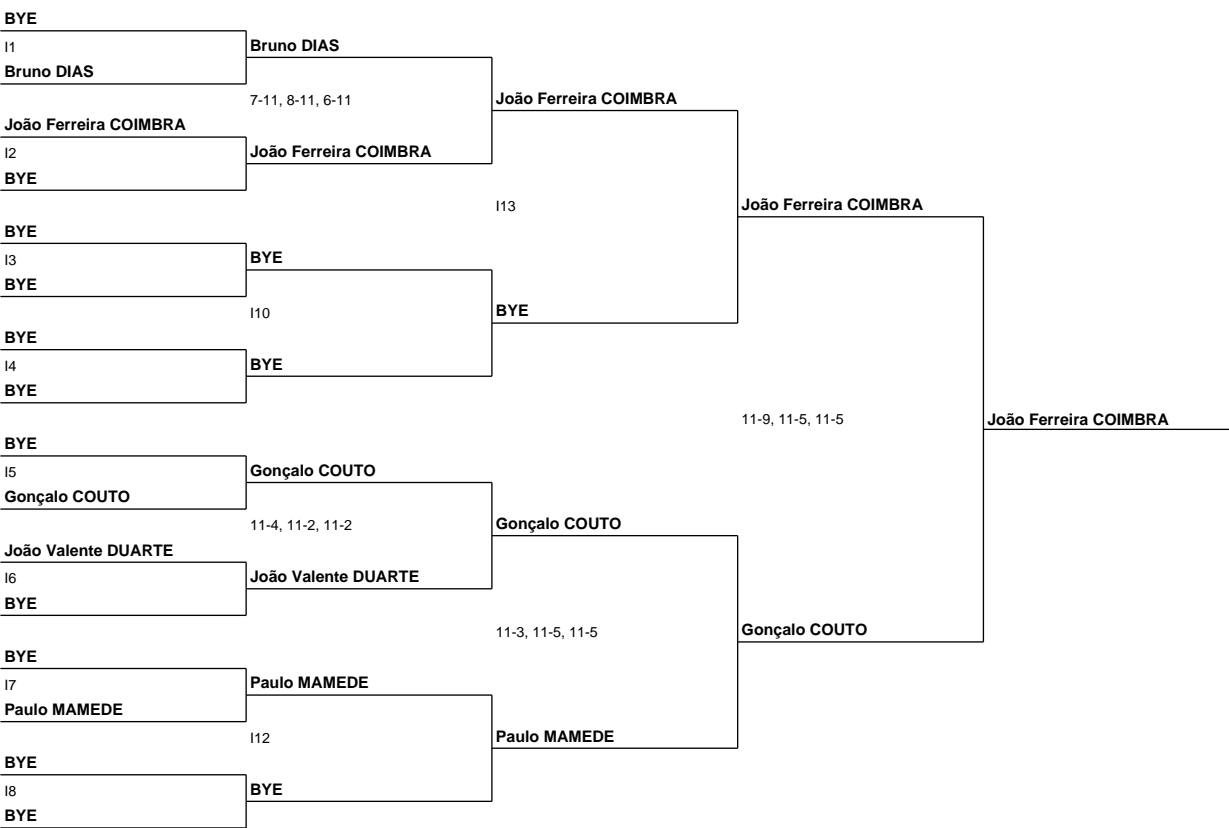 BYE
I1
Bruno DIAS
Bruno DIAS
7-11, 8-11, 6-11
João Ferreira COIMBRA
João Ferreira COIMBRA
I2
João Ferreira COIMBRA
BYE
I13
João Ferreira COIMBRA
BYE
I3
BYE
BYE
I10
BYE
BYE
I4
BYE
BYE
11-9, 11-5, 11-5
João Ferreira COIMBRA
BYE
I5
Gonçalo COUTO
Gonçalo COUTO
11-4, 11-2, 11-2
Gonçalo COUTO
João Valente DUARTE
I6
João Valente DUARTE
BYE
11-3, 11-5, 11-5
Gonçalo COUTO
BYE
I7
Paulo MAMEDE
Paulo MAMEDE
I12
Paulo MAMEDE
BYE
I8
BYE
BYE